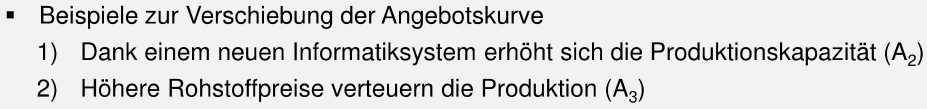 ▪ Beispiele zur Verschiebung der Angebotskurve
1) Dank einem neuen Informatiksystem erhöht sich die Produktionskapazität (A₂)
2) Höhere Rohstoffpreise verteuern die Produktion (A₃)